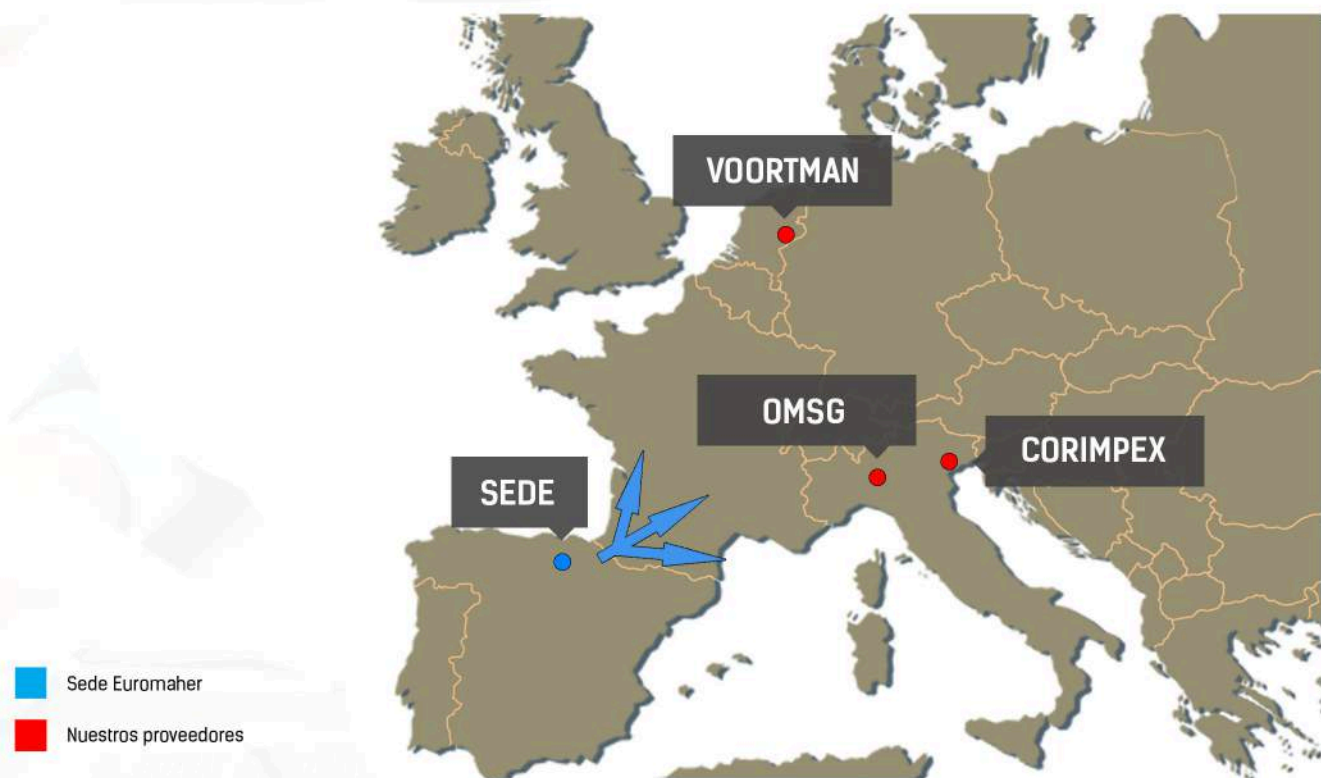 VOORTMAN
OMSG
CORIMPEX
SEDE
Sede Euromaher
Nuestros proveedores